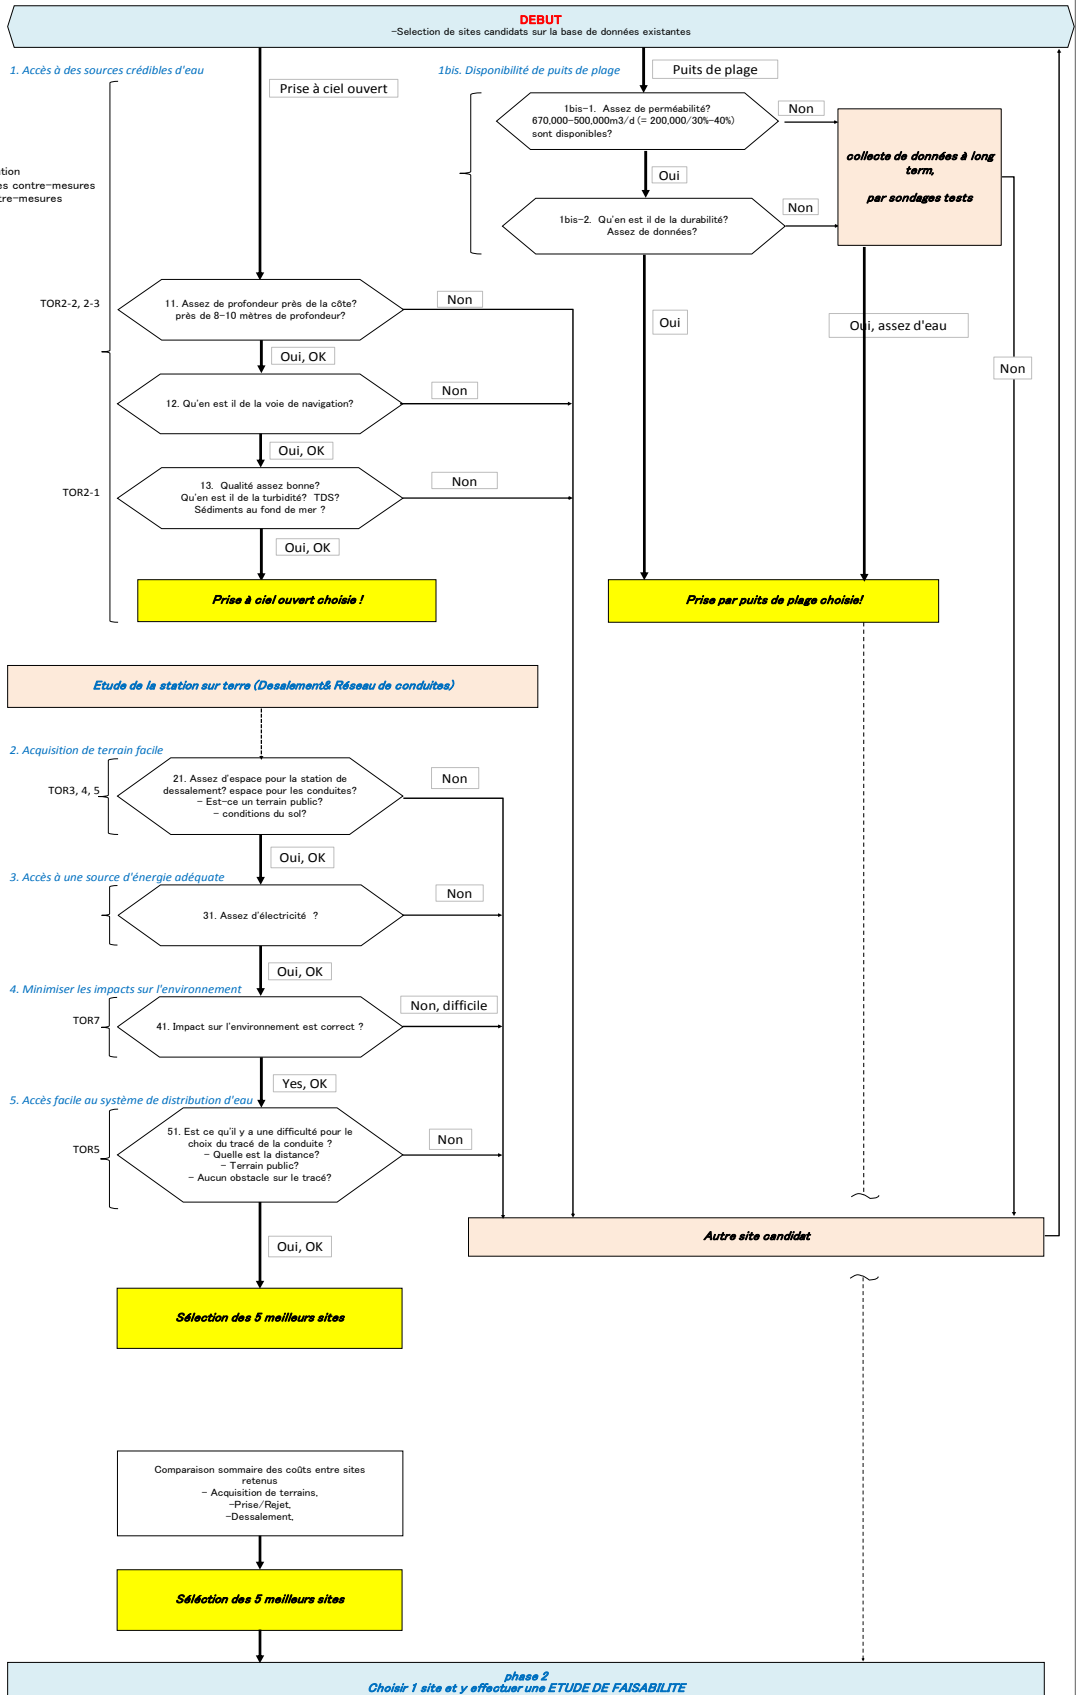 DEBUT
-Selection de sites candidats sur la base de données existantes
1. Accès à des sources crédibles d'eau
1bis. Disponibilité de puits de plage
Puits de plage
Prise à ciel ouvert
1bis-1. Assez de perméabilité?
670,000-500,000m3/d (= 200,000/30%-40%)
sont disponibles?
Non
collecte de données à long
term,
par sondages tests
tion
es contre-mesures
tre-mesures
Oui
1bis-2. Qu'en est il de la durabilité?
Assez de données?
Non
TOR2-2, 2-3
11. Assez de profondeur près de la côte?
près de 8-10 mètres de profondeur?
Non
Oui
Oui, assez d'eau
Non
Oui, OK
12. Qu'en est il de la voie de navigation?
Non
Oui, OK
TOR2-1
13. Qualité assez bonne?
Qu'en est il de la turbidité? TDS?
Sédiments au fond de mer ?
Non
Oui, OK
Prise à ciel ouvert choisie !
Prise par puits de plage choisie!
Etude de la station sur terre (Desalement& Réseau de conduites)
2. Acquisition de terrain facile
TOR3, 4, 5
21. Assez d'espace pour la station de
dessalement? espace pour les conduites?
- Est-ce un terrain public?
- conditions du sol?
Non
Oui, OK
3. Accès à une source d'énergie adéquate
31. Assez d'électricité ?
Non
Oui, OK
4. Minimiser les impacts sur l'environnement
TOR7
41. Impact sur l'environnement est correct ?
Non, difficile
Yes, OK
5. Accès facile au système de distribution d'eau
TOR5
51. Est ce qu'il y a une difficulté pour le
choix du tracé de la conduite ?
- Quelle est la distance?
- Terrain public?
- Aucun obstacle sur le tracé?
Non
Autre site candidat
Oui, OK
Sélection des 5 meilleurs sites
Comparaison sommaire des coûts entre sites
retenus
- Acquisition de terrains,
-Prise/Rejet,
-Dessalement,
Séléction des 5 meilleurs sites
phase 2
Choisir 1 site et y effectuer une ETUDE DE FAISABILITE